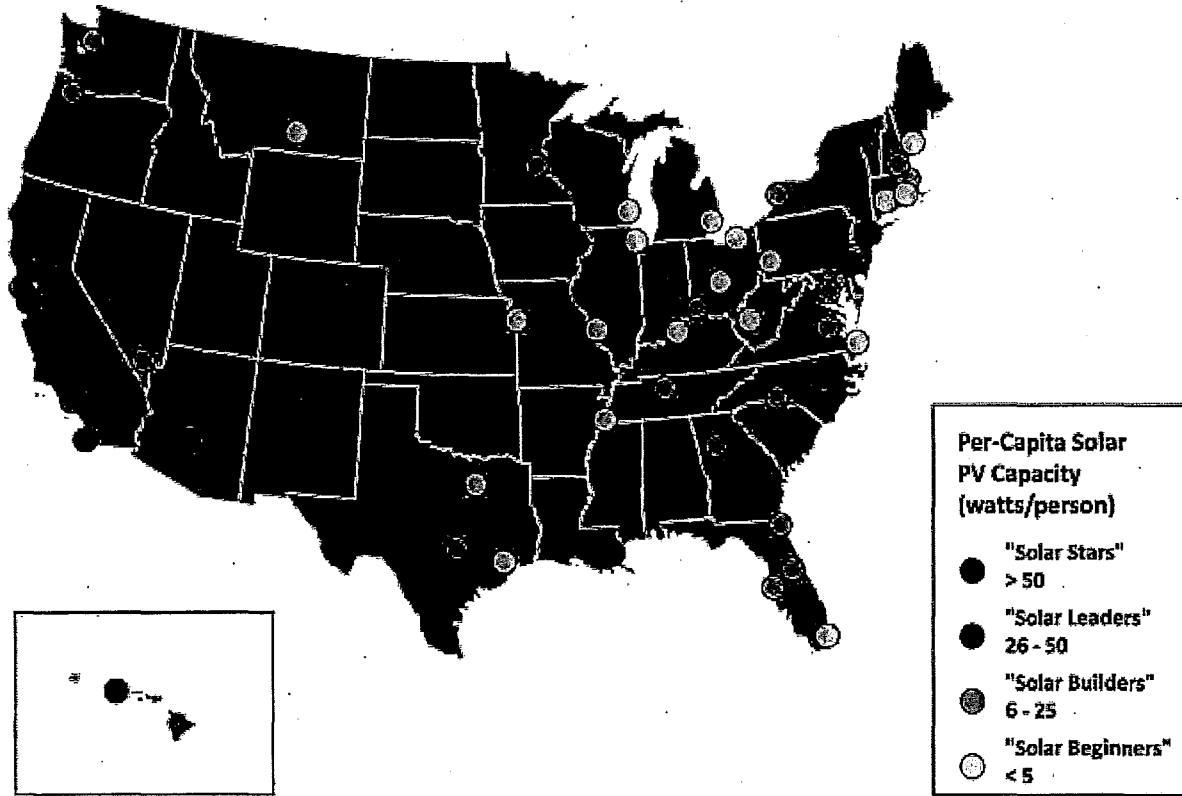 Per-Capita Solar
PV Capacity
(watts/person)
"Solar Stars"
> 50
"Solar Leaders"
26 - 50
"Solar Builders"
6 - 25
"Solar Beginners"
< 5